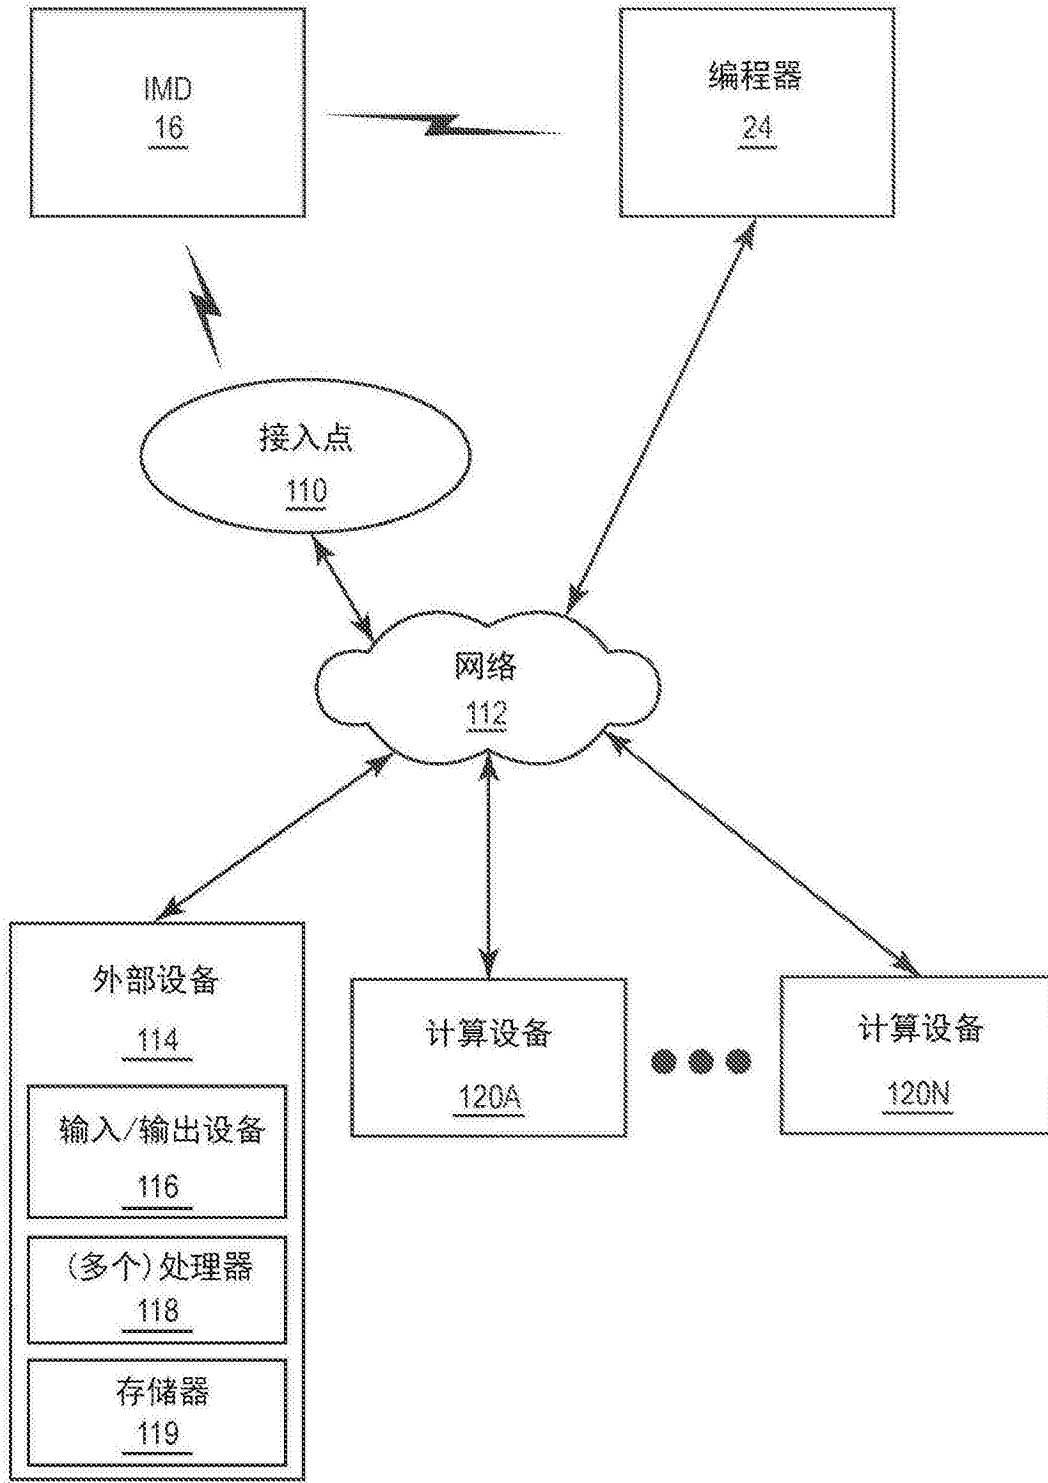 IMD
16
编程器
24
接入点
110
网络
112
外部设备
114
输入/输出设备
116
(多个)处理器
118
存储器
119
计算设备
120A
计算设备
120N